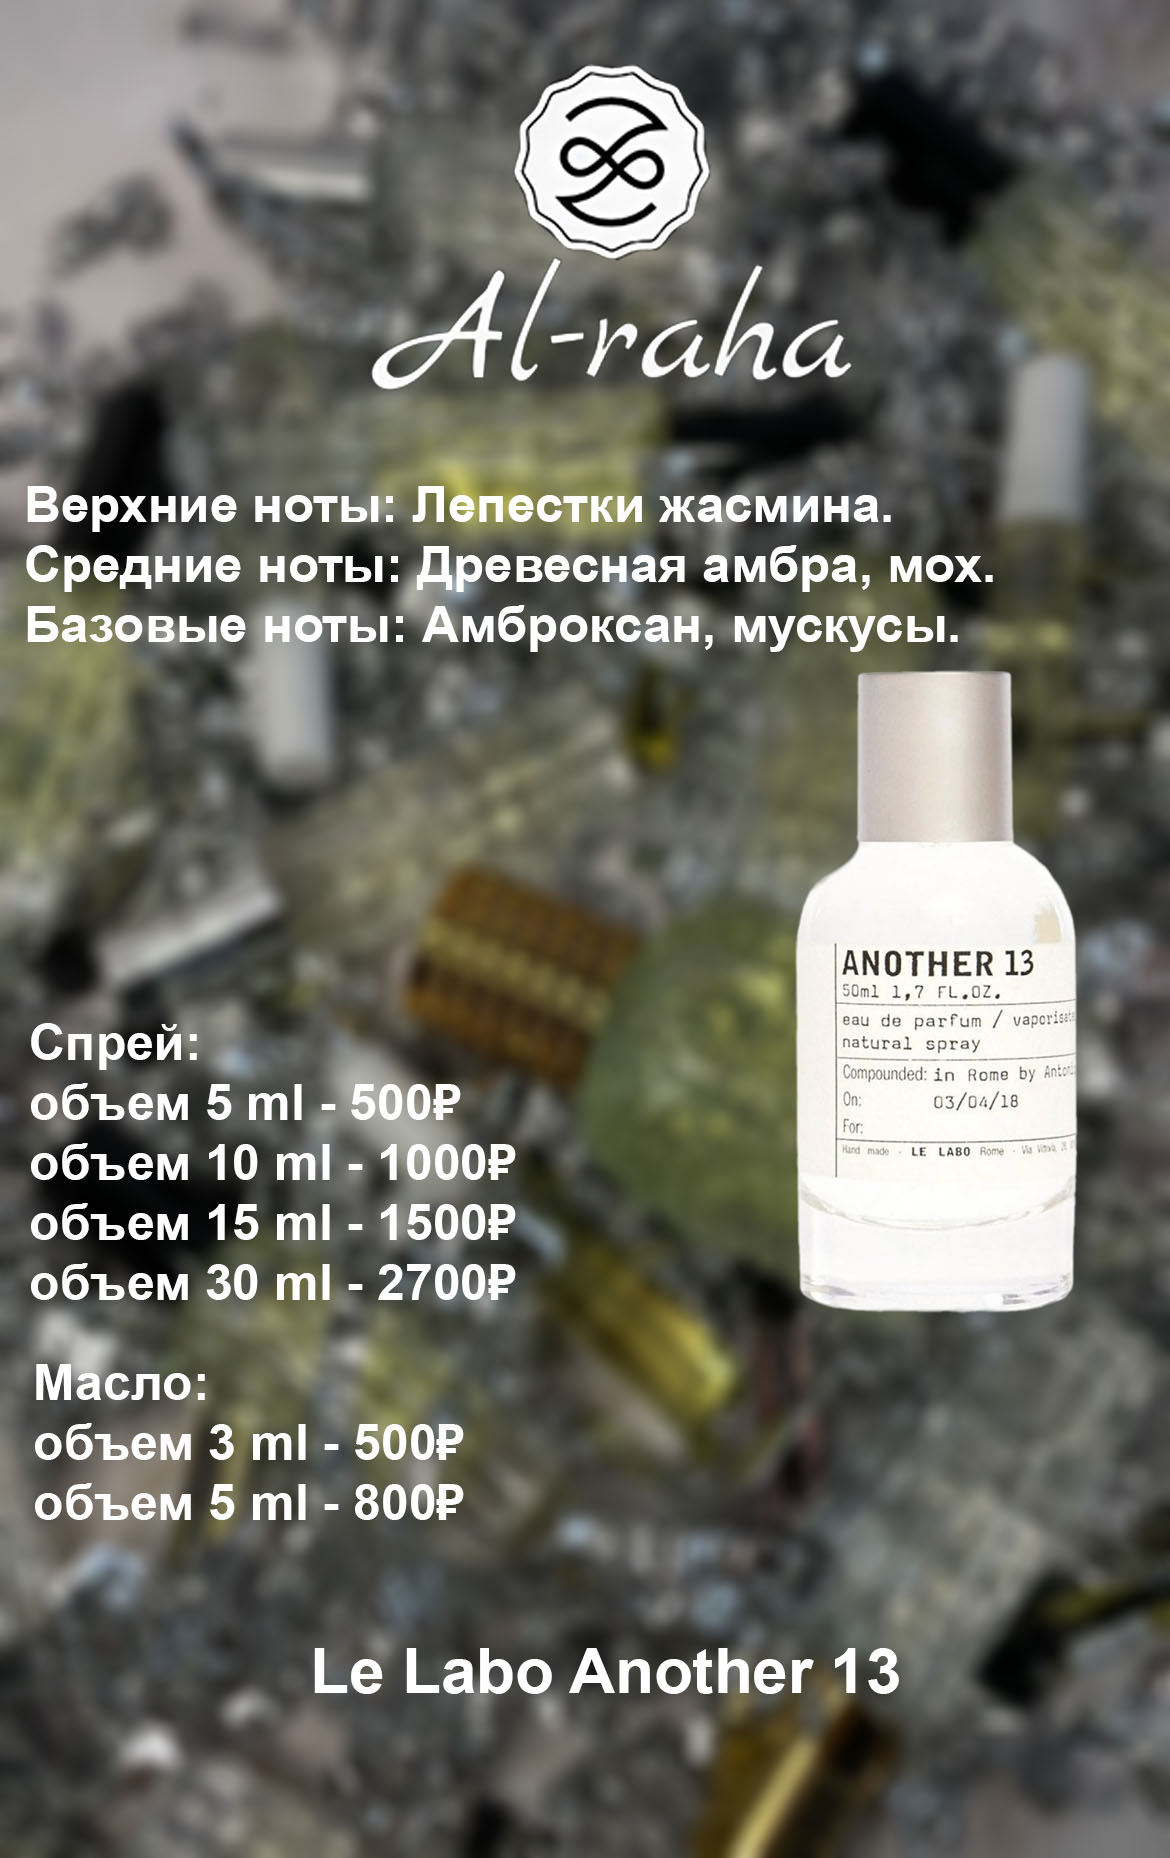 Al-raha
Верхние ноты: Лепестки жасмина.
Средние ноты: Древесная амбра, мох.
Базовые ноты: Амброксан, мускусы.
ANOTHER 13
50ml 1,7 FL.OZ.
eau de parfum / vaporisate
natural spray
Compounded: in Rome by Antoni
On: 03/04/18
For:
Hand made - LE LABO Rome - Via
Спрей:
объем 5 ml - 500₽
объем 10 ml - 1000₽
объем 15 ml - 1500₽
объем 30 ml - 2700₽
Масло:
объем 3 ml - 500₽
объем 5 ml - 800₽
Le Labo Another 13